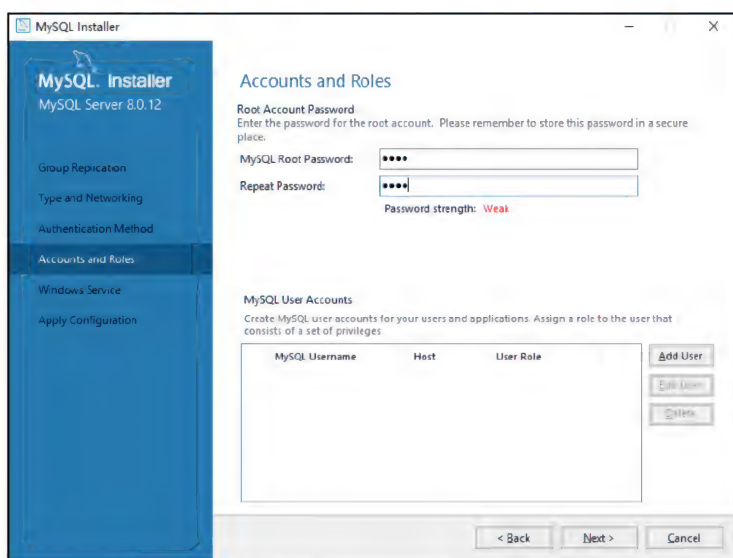 MySQL Installer
MySQL. Installer
MySQL Server 8.0.12
Group Replication
Type and Networking
Authentication Method
Accounts and Roles
Windows Service
Apply Configuration
Accounts and Roles
Root Account Password
Enter the password for the root account. Please remember to store this password in a secure
place.
MySQL Root Password: ••••
Repeat Password: ••••
Password strength: Weak
MySQL User Accounts
Create MySQL user accounts for your users and applications. Assign a role to the user that
consists of a set of privileges
MySQL Username Host User Role
Add User
Edit User
Delete
< Back Next > Cancel